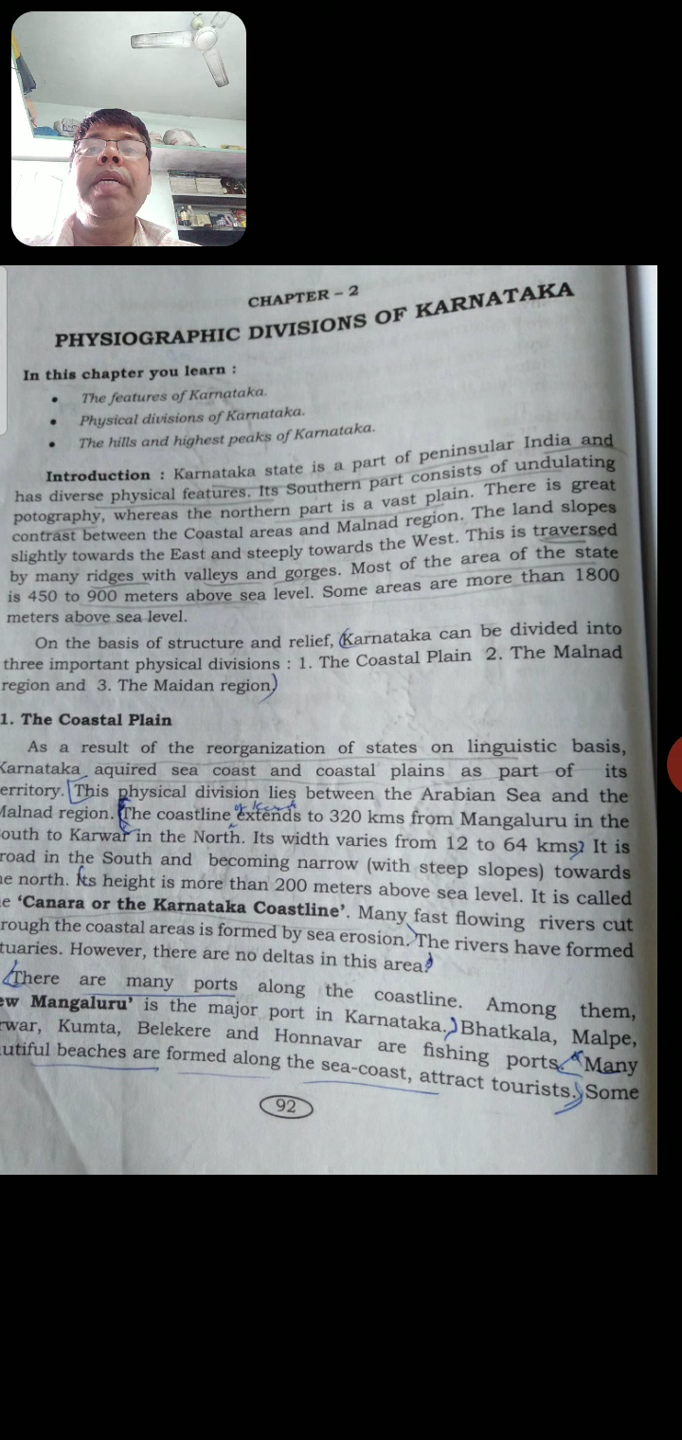 CHAPTER – 2
PHYSIOGRAPHIC DIVISIONS OF KARNATAKA
In this chapter you learn :
• The features of Karnataka.
• Physical divisions of Karnataka.
• The hills and highest peaks of Karnataka.
Introduction : Karnataka state is a part of peninsular India and
has diverse physical features. Its Southern part consists of undulating
potography, whereas the northern part is a vast plain. There is great
contrast between the Coastal areas and Malnad region. The land slopes
slightly towards the East and steeply towards the West. This is traversed
by many ridges with valleys and gorges. Most of the area of the state
is 450 to 900 meters above sea level. Some areas are more than 1800
meters above sea level.
On the basis of structure and relief, (Karnataka can be divided into
three important physical divisions : 1. The Coastal Plain 2. The Malnad
region and 3. The Maidan region)
1. The Coastal Plain
As a result of the reorganization of states on linguistic basis,
Karnataka aquired sea coast and coastal plains as part of its
erritory. This physical division lies between the Arabian Sea and the
Malnad region. The coastline extends to 320 kms from Mangaluru in the
outh to Karwar in the North. Its width varies from 12 to 64 kms. It is
road in the South and becoming narrow (with steep slopes) towards
he north. Its height is more than 200 meters above sea level. It is called
e 'Canara or the Karnataka Coastline'. Many fast flowing rivers cut
rough the coastal areas is formed by sea erosion. The rivers have formed
tuaries. However, there are no deltas in this area.
There are many ports along the coastline. Among them,
ew Mangaluru' is the major port in Karnataka. Bhatkala, Malpe,
rwar, Kumta, Belekere and Honnavar are fishing ports. Many
utiful beaches are formed along the sea-coast, attract tourists. Some
92